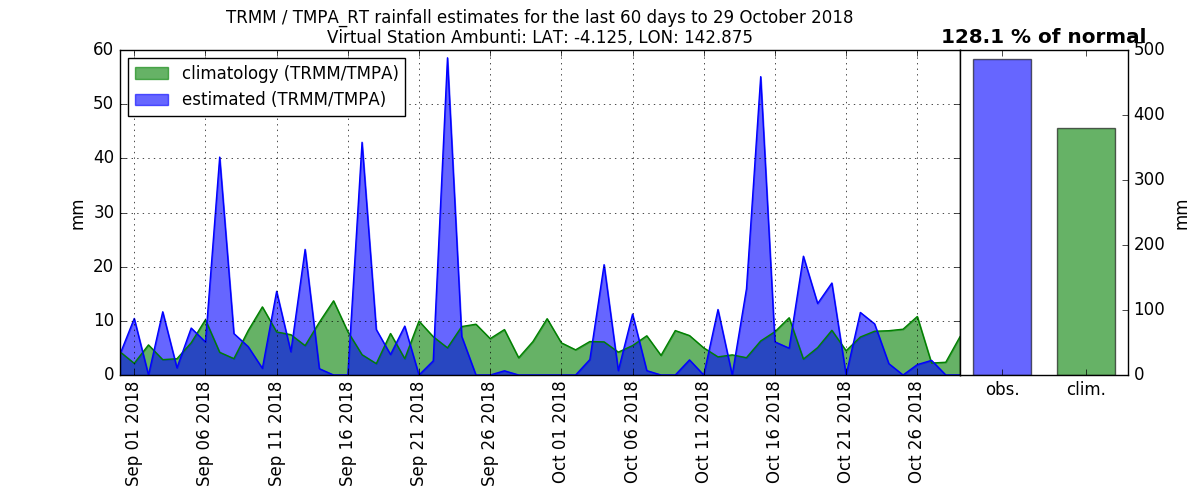 TRMM / TMPA_RT rainfall estimates for the last 60 days to 29 October 2018
Virtual Station Ambunti: LAT: -4.125, LON: 142.875
128.1 % of normal
climatology (TRMM/TMPA)
estimated (TRMM/TMPA)
60
50
40
30
20
10
0
mm
Sep 01 2018
Sep 06 2018
Sep 11 2018
Sep 16 2018
Sep 21 2018
Sep 26 2018
Oct 01 2018
Oct 06 2018
Oct 11 2018
Oct 16 2018
Oct 21 2018
Oct 26 2018
500
400
300
200
100
0
mm
obs.
clim.